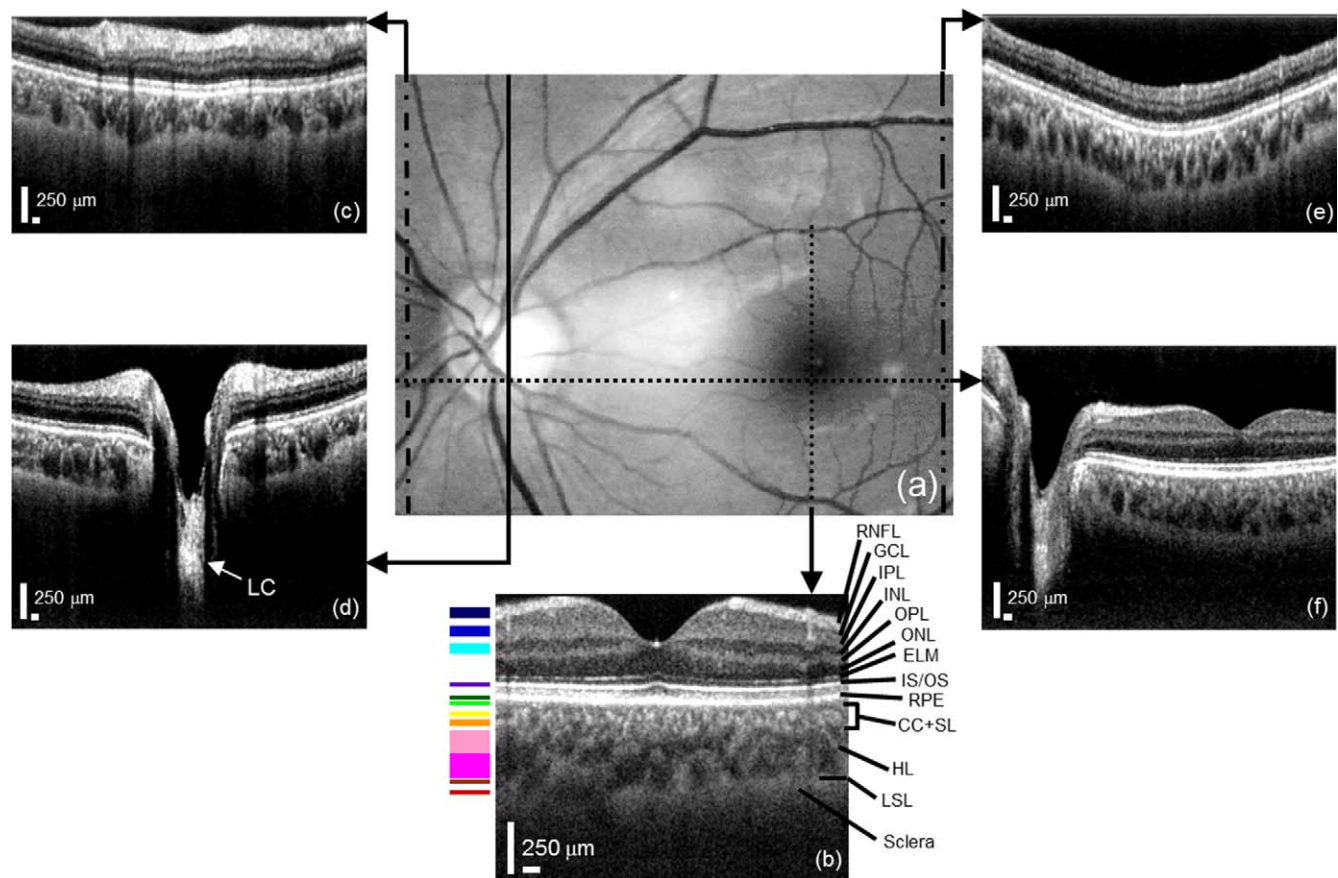 250 μm
(c)
250 μm
(e)
(a)
LC
250 μm
(d)
250 μm
(f)
RNFL
GCL
IPL
INL
OPL
ONL
ELM
IS/OS
RPE
CC+SL
HL
LSL
Sclera
250 μm
(b)